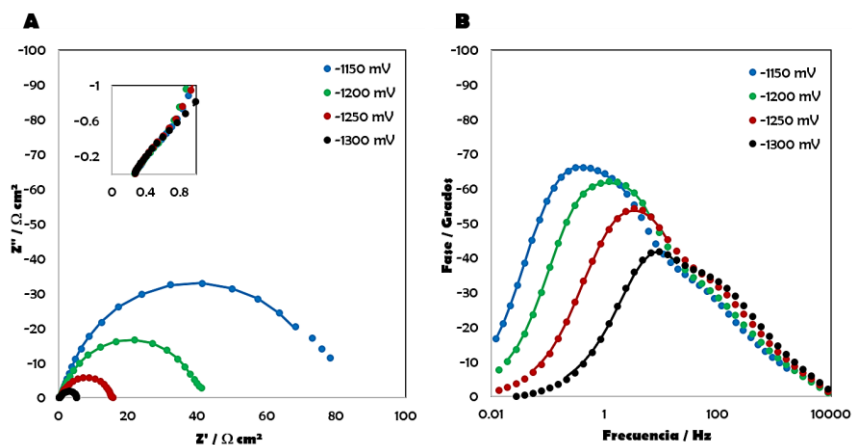 A
Z'' / Ω cm²
-100
-90
-80
-70
-60
-50
-40
-30
-20
-10
0
0
20
40
60
80
100
Z' / Ω cm²
-1150 mV
-1200 mV
-1250 mV
-1300 mV
-1
-0.6
-0.2
0
0.4
0.8
B
Fase / Grados
-100
-90
-80
-70
-60
-50
-40
-30
-20
-10
0
0.01
1
100
10000
Frecuencia / Hz
-1150 mV
-1200 mV
-1250 mV
-1300 mV